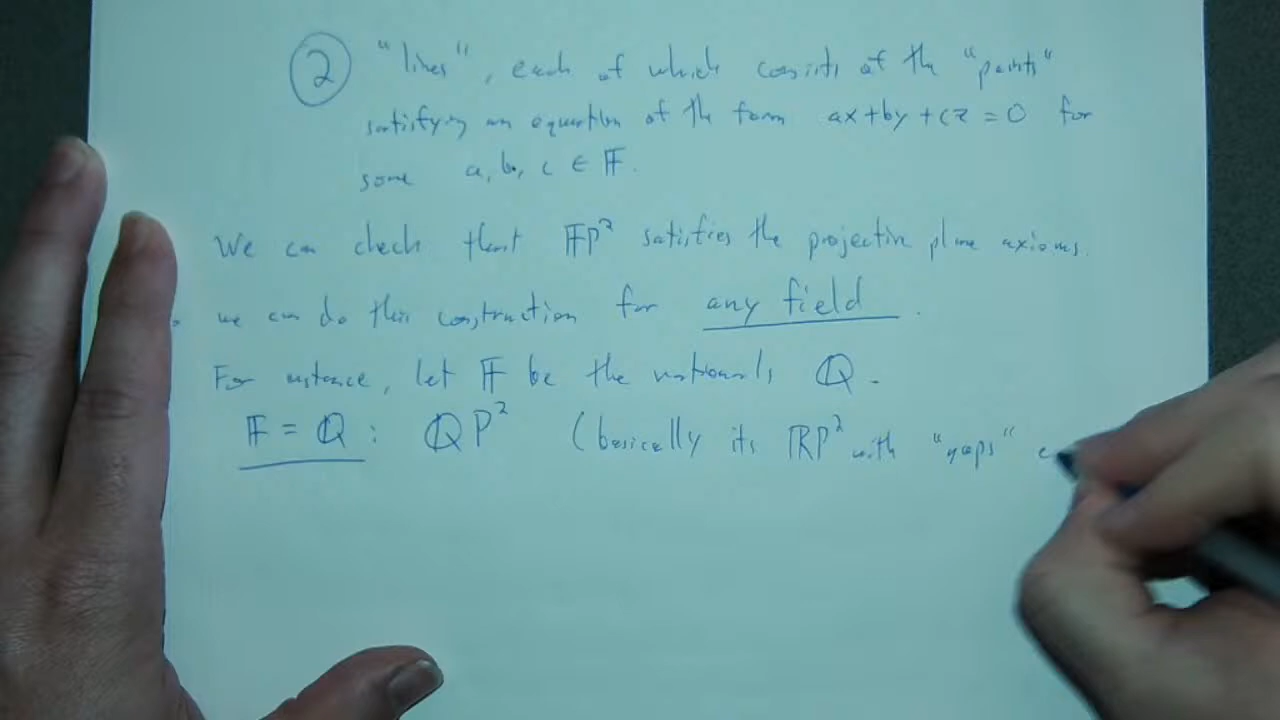 ② "lines", each of which consists of the "points"
satisfying an equation of the form ax+by+cz=0 for
some a, b, c ∈ 𝔽.
We can check that 𝔽P² satisfies the projective plane axioms.
we can do this construction for any field.
For instance, let 𝔽 be the rationals ℚ.
𝔽 = ℚ: ℚP² (basically its ℝP² with "gaps"